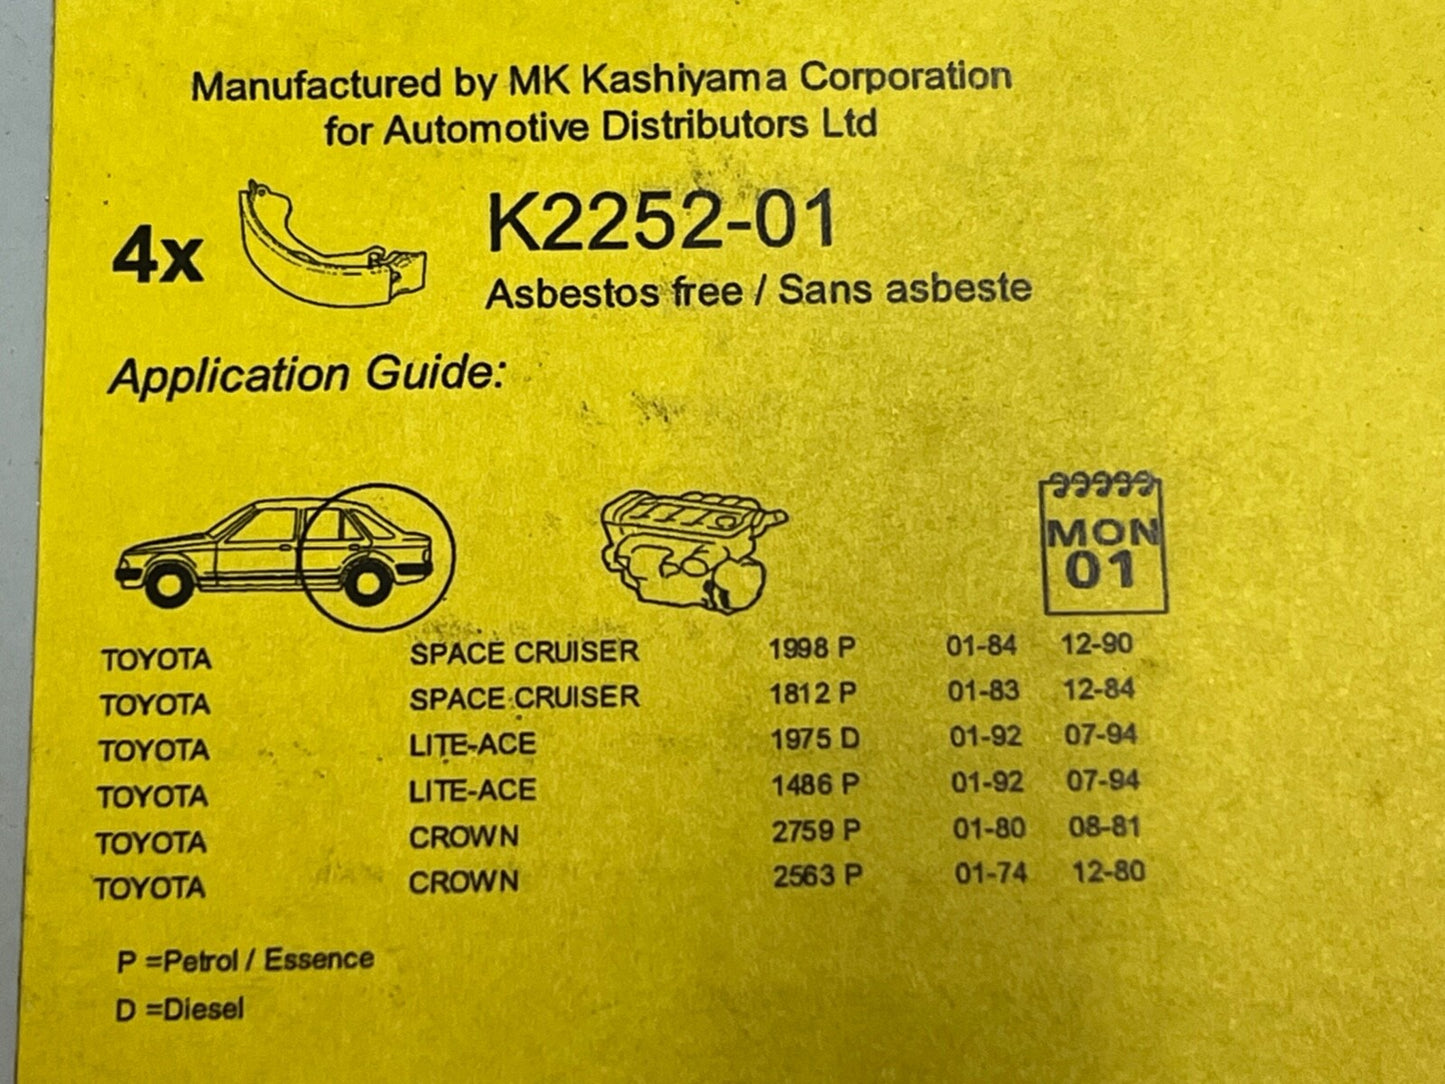 Manufactured by MK Kashiyama Corporation
for Automotive Distributors Ltd
4x
K2252-01
Asbestos free / Sans asbeste
Application Guide:
MON
01
TOYOTA SPACE CRUISER 1998 P 01-84 12-90
TOYOTA SPACE CRUISER 1812 P 01-83 12-84
TOYOTA LITE-ACE 1975 D 01-92 07-94
TOYOTA LITE-ACE 1486 P 01-92 07-94
TOYOTA CROWN 2759 P 01-80 08-81
TOYOTA CROWN 2563 P 01-74 12-80
P =Petrol / Essence
D =Diesel